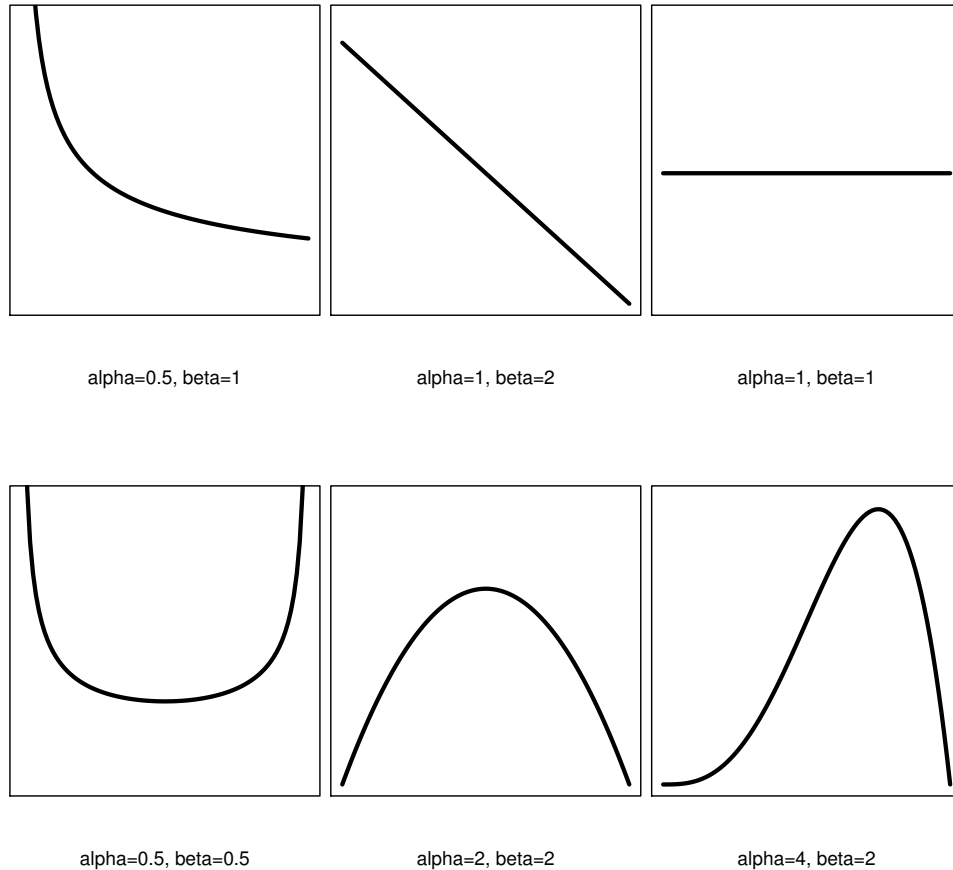 alpha=0.5, beta=1
alpha=1, beta=2
alpha=1, beta=1
alpha=0.5, beta=0.5
alpha=2, beta=2
alpha=4, beta=2